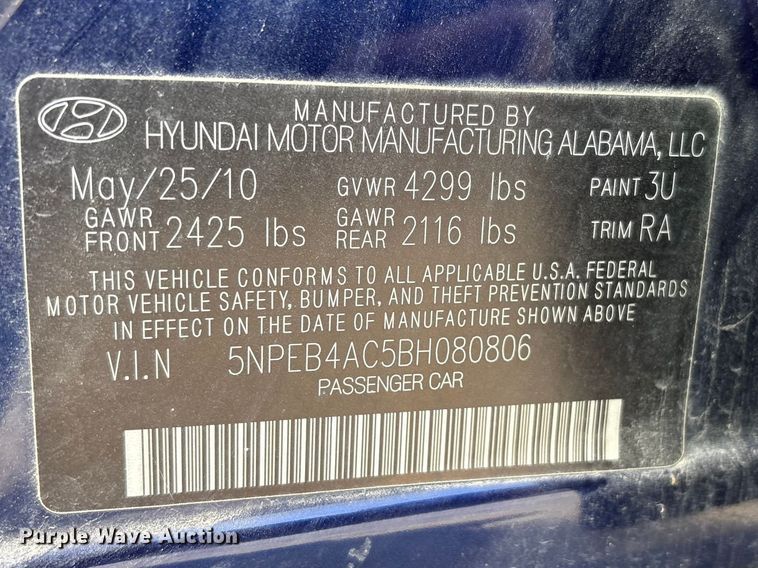 MANUFACTURED BY
HYUNDAI MOTOR MANUFACTURING ALABAMA, LLC
May/25/10 GVWR 4299 lbs PAINT 3U
GAWR FRONT 2425 lbs GAWR REAR 2116 lbs TRIM RA
THIS VEHICLE CONFORMS TO ALL APPLICABLE U.S.A. FEDERAL
MOTOR VEHICLE SAFETY, BUMPER, AND THEFT PREVENTION STANDARDS
IN EFFECT ON THE DATE OF MANUFACTURE SHOWN ABOVE
V.I.N 5NPEB4AC5BH080806
PASSENGER CAR
Purple Wave Auction